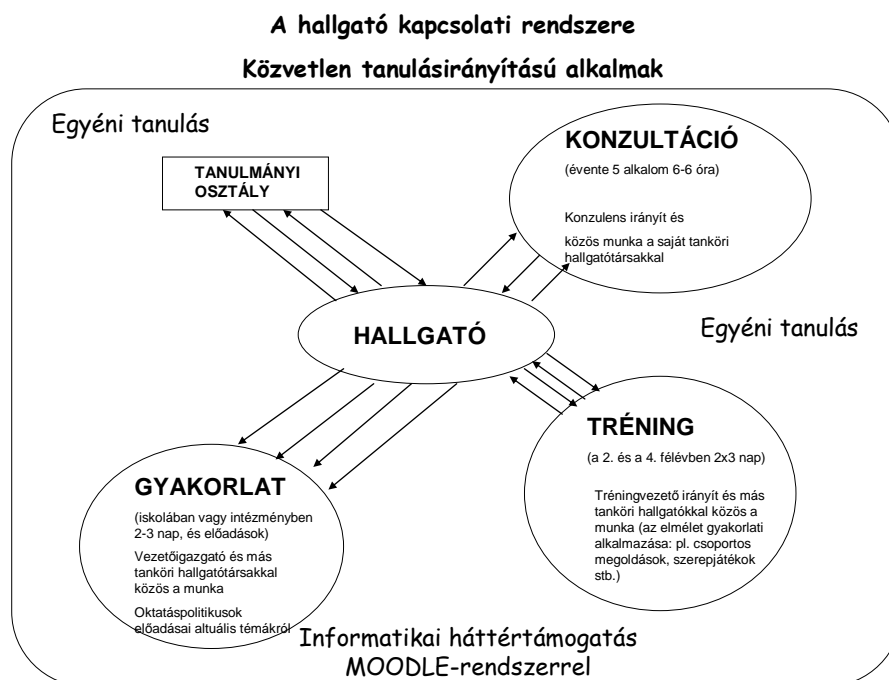 A hallgató kapcsolati rendszere
Közvetlen tanulásirányítású alkalmak
Egyéni tanulás
TANULMÁNYI
OSZTÁLY
KONZULTÁCIÓ
(évente 5 alkalom 6-6 óra)
Konzulens irányít és
közös munka a saját tanköri
hallgatótársakkal
HALLGATÓ
Egyéni tanulás
TRÉNING
(a 2. és a 4. félévben 2x3 nap)
Tréningvezető irányít és más
tanköri hallgatókkal közös a
munka (az elmélet gyakorlati
alkalmazása: pl. csoportos
megoldások, szerepjátékok
stb.)
GYAKORLAT
(iskolában vagy intézményben
2-3 nap, és előadások)
Vezetőigazgató és más
tanköri hallgatótársakkal
közös a munka
Oktatáspolitikusok
előadásai altuális témákról
Informatikai háttértámogatás
MOODLE-rendszerrel